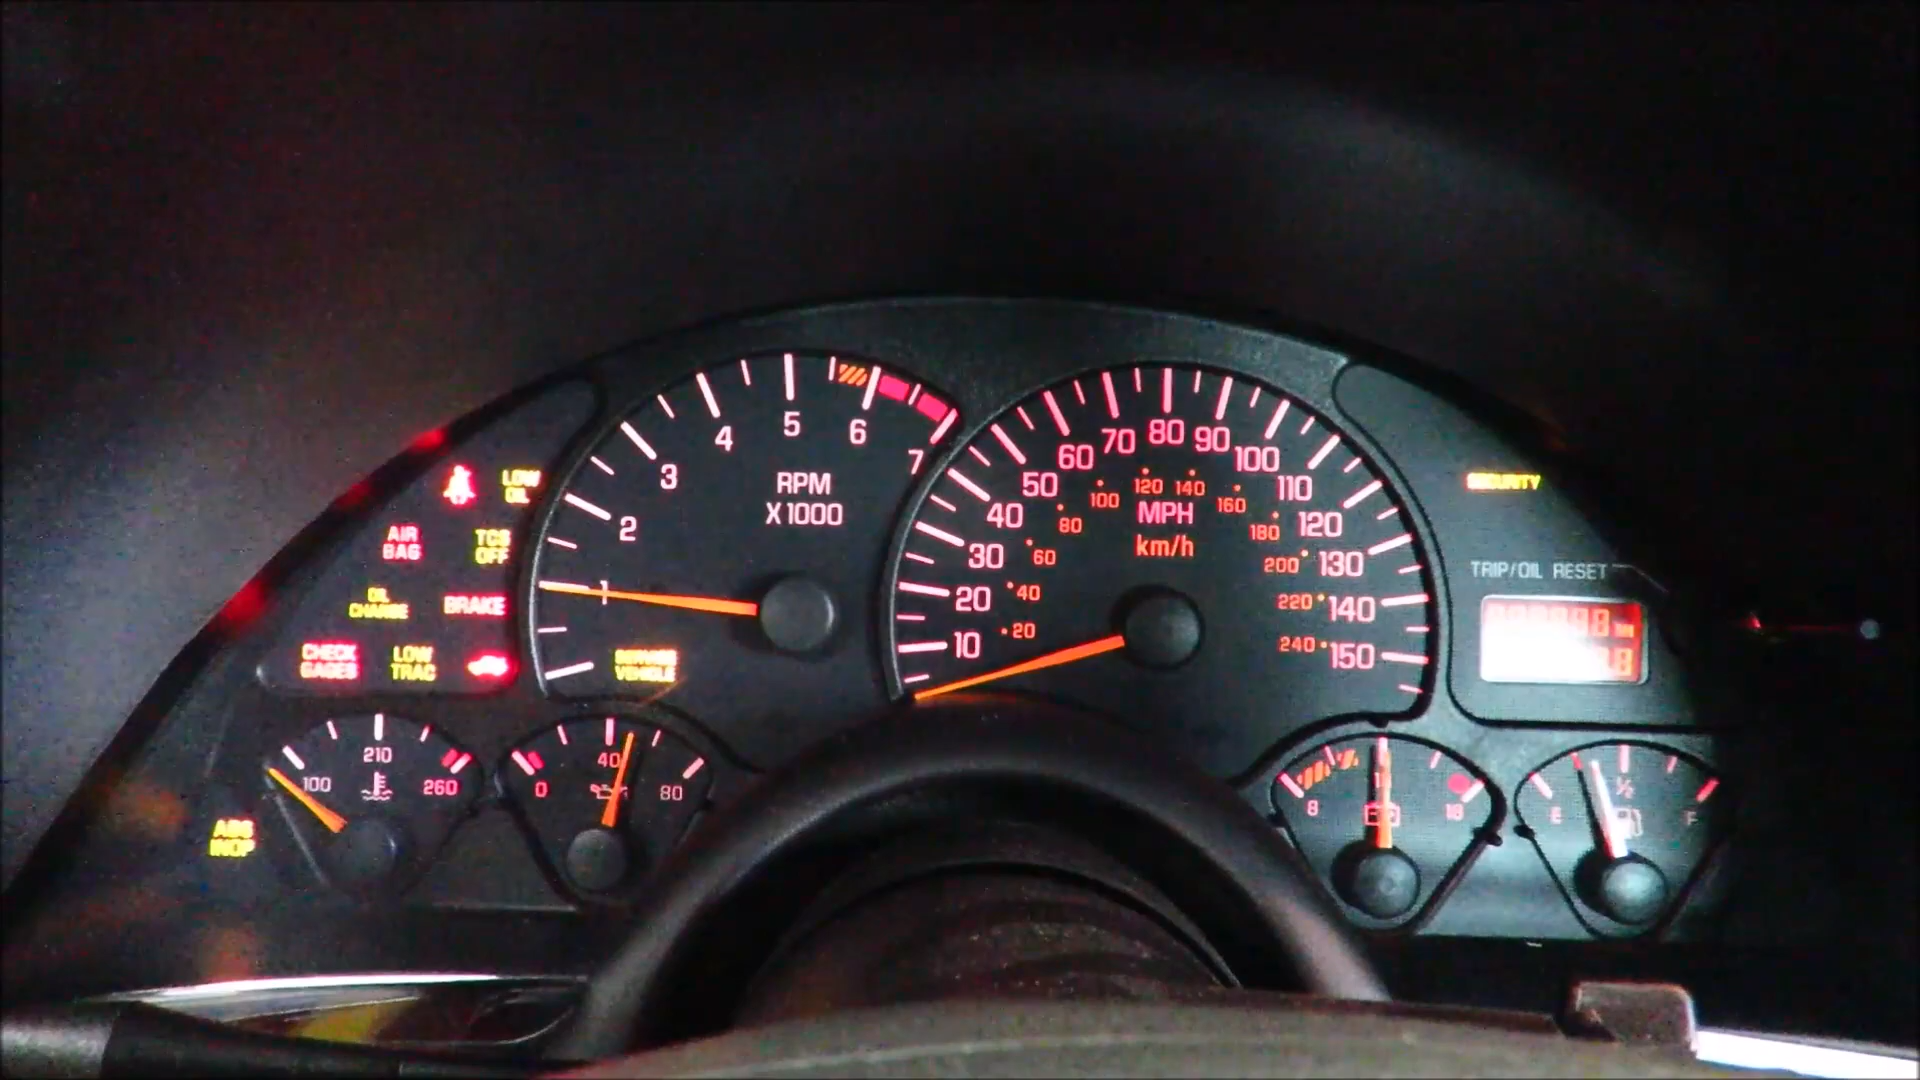 LOW
OIL
AIR
BAG
TCS
OFF
OIL
CHANGE
BRAKE
CHECK
GAGES
LOW
TRAC
ABS
INOP
1
2
3
4
5
6
7
RPM
X1000
SERVICE
VEHICLE
10
20
30
40
50
60
70
80
90
100
110
120
130
140
150
MPH
km/h
20
40
60
80
100
120
140
160
180
200
220
240
SECURITY
TRIP/OIL RESET
100
210
260
0
40
80
8
18
E
½
F